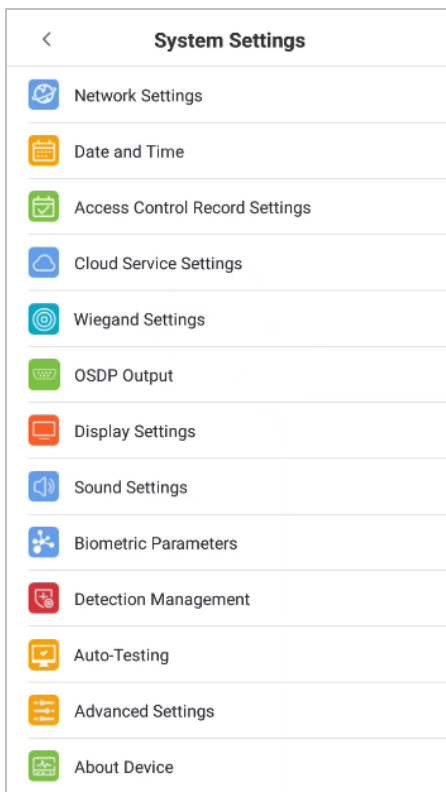 System Settings
Network Settings
Date and Time
Access Control Record Settings
Cloud Service Settings
Wiegand Settings
OSDP Output
Display Settings
Sound Settings
Biometric Parameters
Detection Management
Auto-Testing
Advanced Settings
About Device